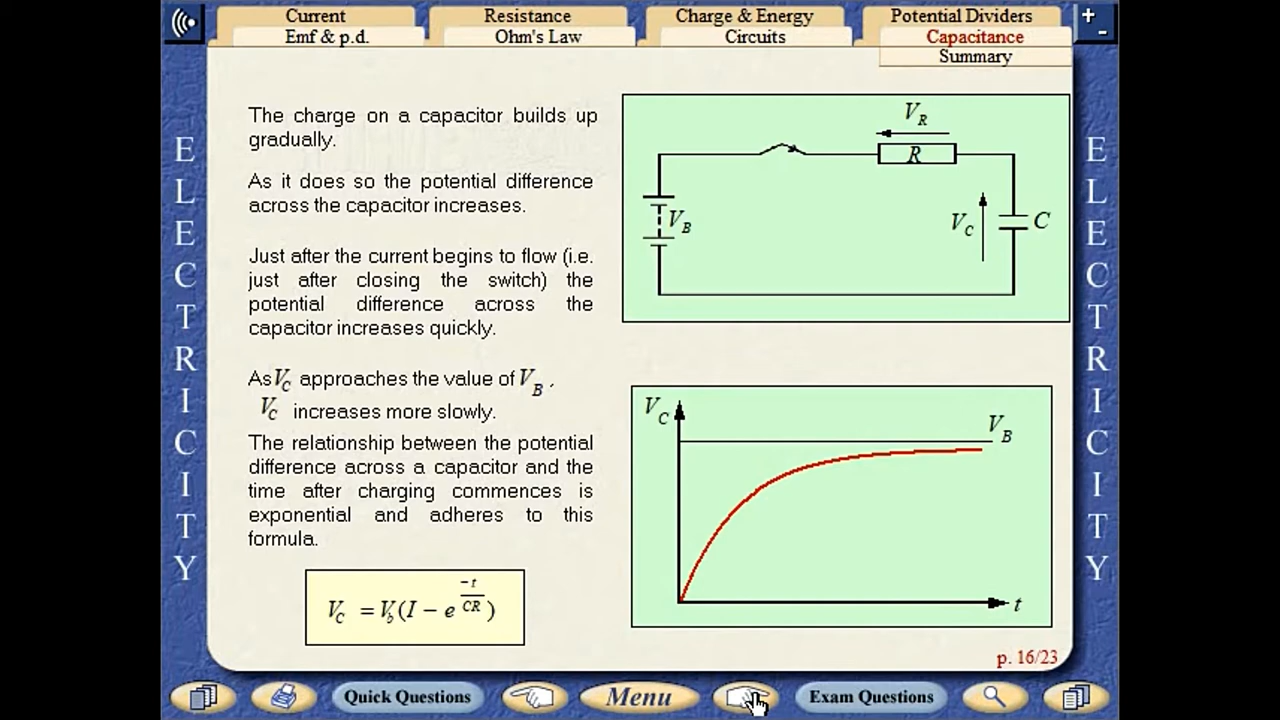 Current
Emf & p.d.
Resistance
Ohm's Law
Charge & Energy
Circuits
Potential Dividers
Capacitance
Summary
+
-
ELECTRICITY
The charge on a capacitor builds up
gradually.
As it does so the potential difference
across the capacitor increases.
Just after the current begins to flow (i.e.
just after closing the switch) the
potential difference across the
capacitor increases quickly.
As V_C approaches the value of V_B,
V_C increases more slowly.
The relationship between the potential
difference across a capacitor and the
time after charging commences is
exponential and adheres to this
formula.
V_C = V_b(I - e^{-t/CR})
V_R
R
V_B
V_C
C
V_C
V_B
t
p. 16/23
ELECTRICITY
Quick Questions
Menu
Exam Questions